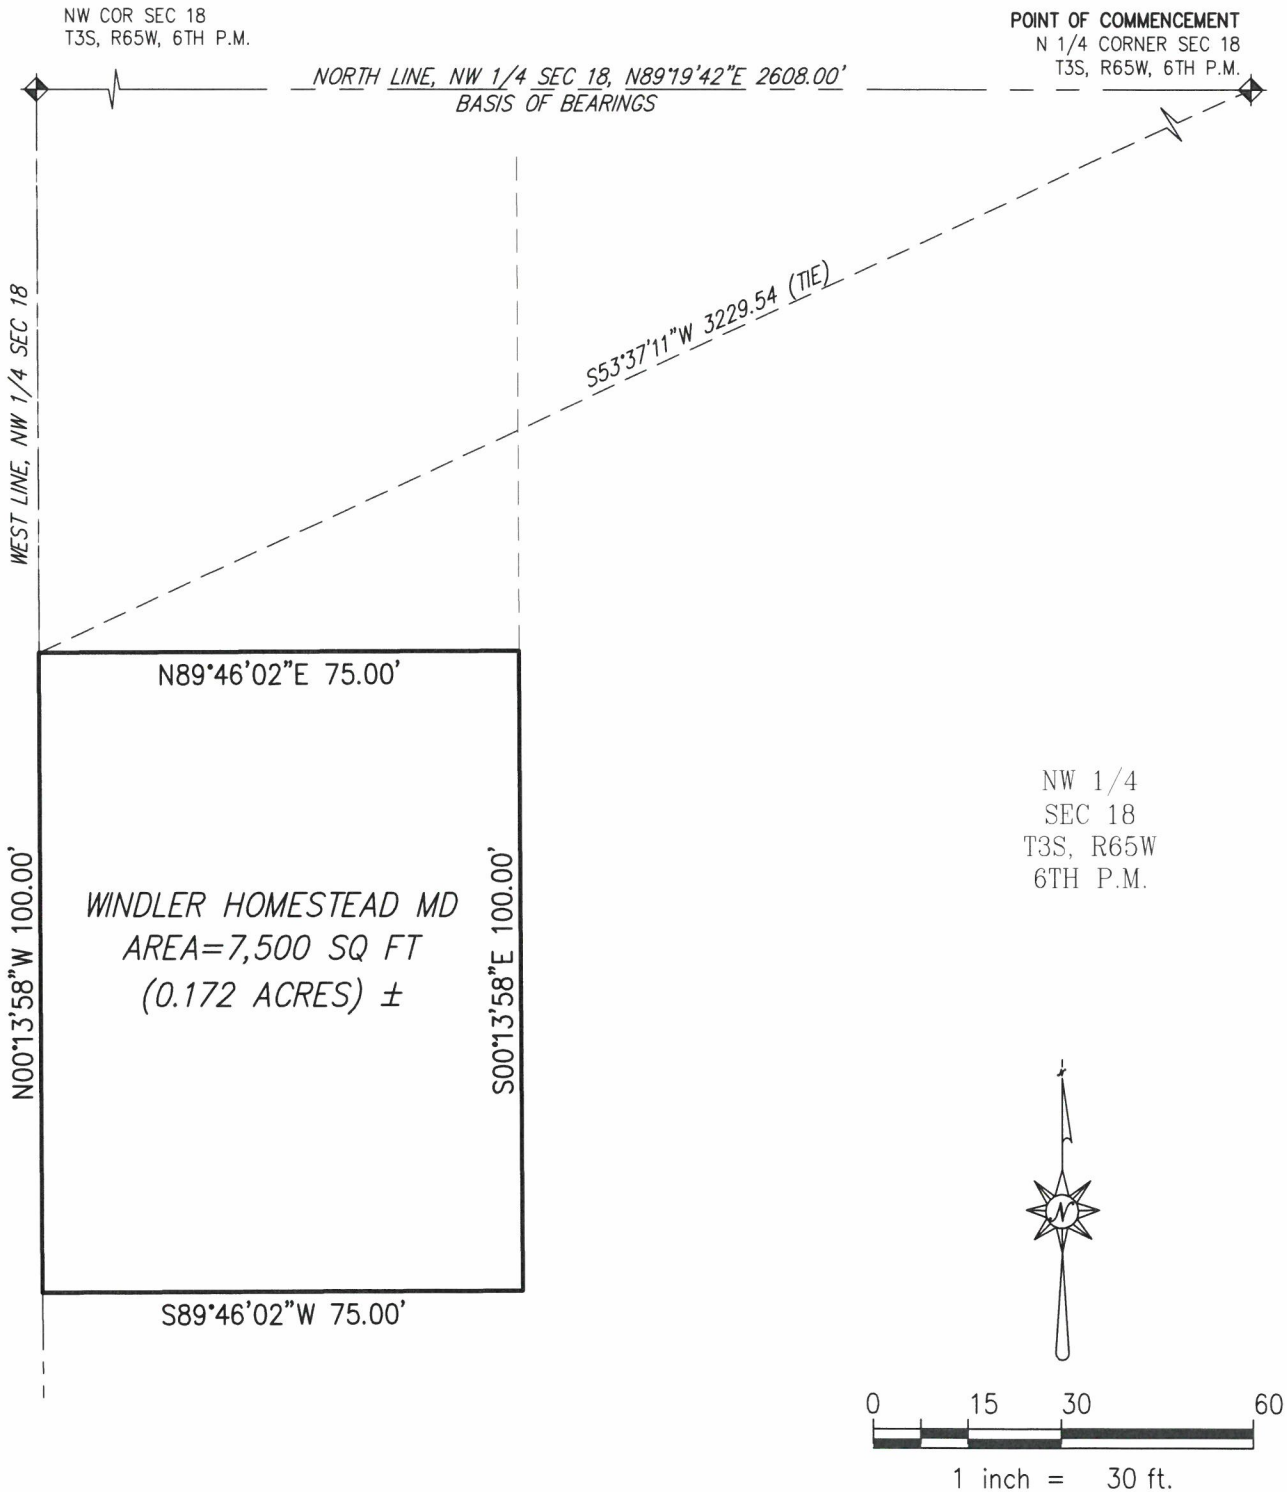 NW COR SEC 18
T3S, R65W, 6TH P.M.
POINT OF COMMENCEMENT
N 1/4 CORNER SEC 18
T3S, R65W, 6TH P.M.
NORTH LINE, NW 1/4 SEC 18, N89°19'42"E 2608.00'
BASIS OF BEARINGS
WEST LINE, NW 1/4 SEC 18
S53°37'11"W 3229.54 (TIE)
N89°46'02"E 75.00'
NW 1/4
SEC 18
T3S, R65W
6TH P.M.
N00°13'58"W 100.00'
WINDLER HOMESTEAD MD
AREA=7,500 SQ FT
(0.172 ACRES) ±
S00°13'58"E 100.00'
N
S89°46'02"W 75.00'
0 15 30 60
1 inch = 30 ft.